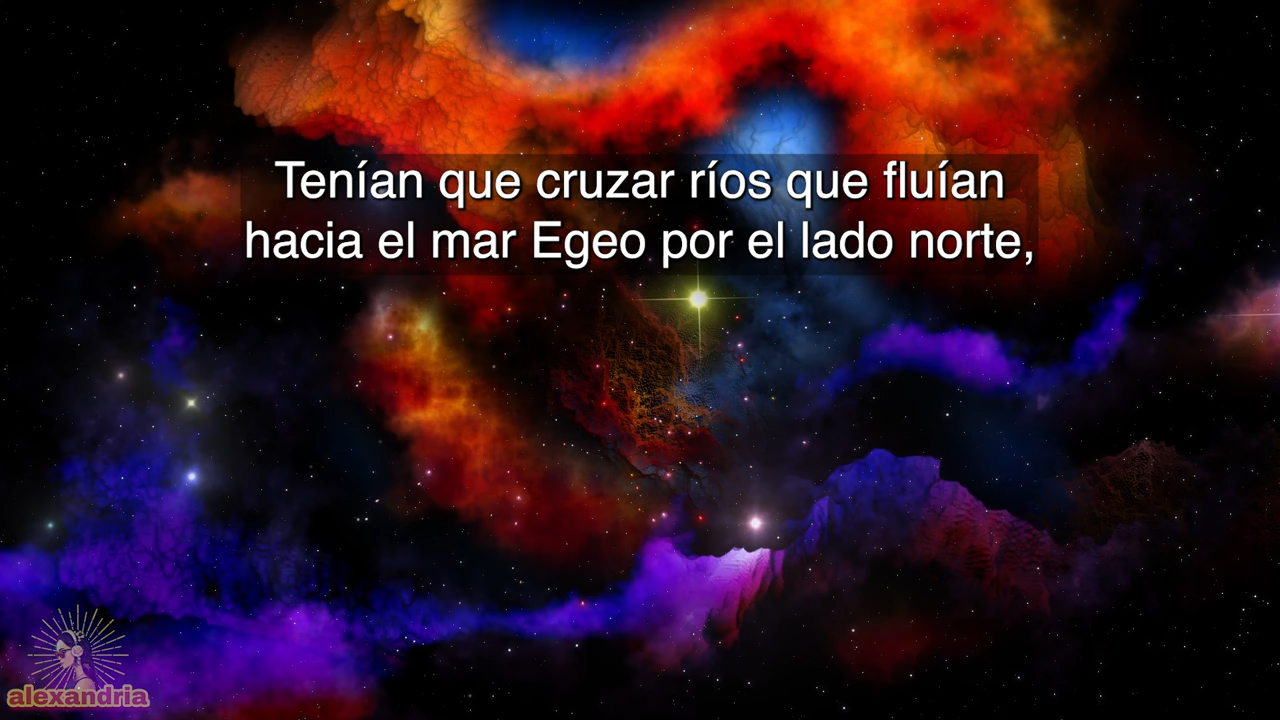 Tenían que cruzar ríos que fluían
hacia el mar Egeo por el lado norte,
alexandria